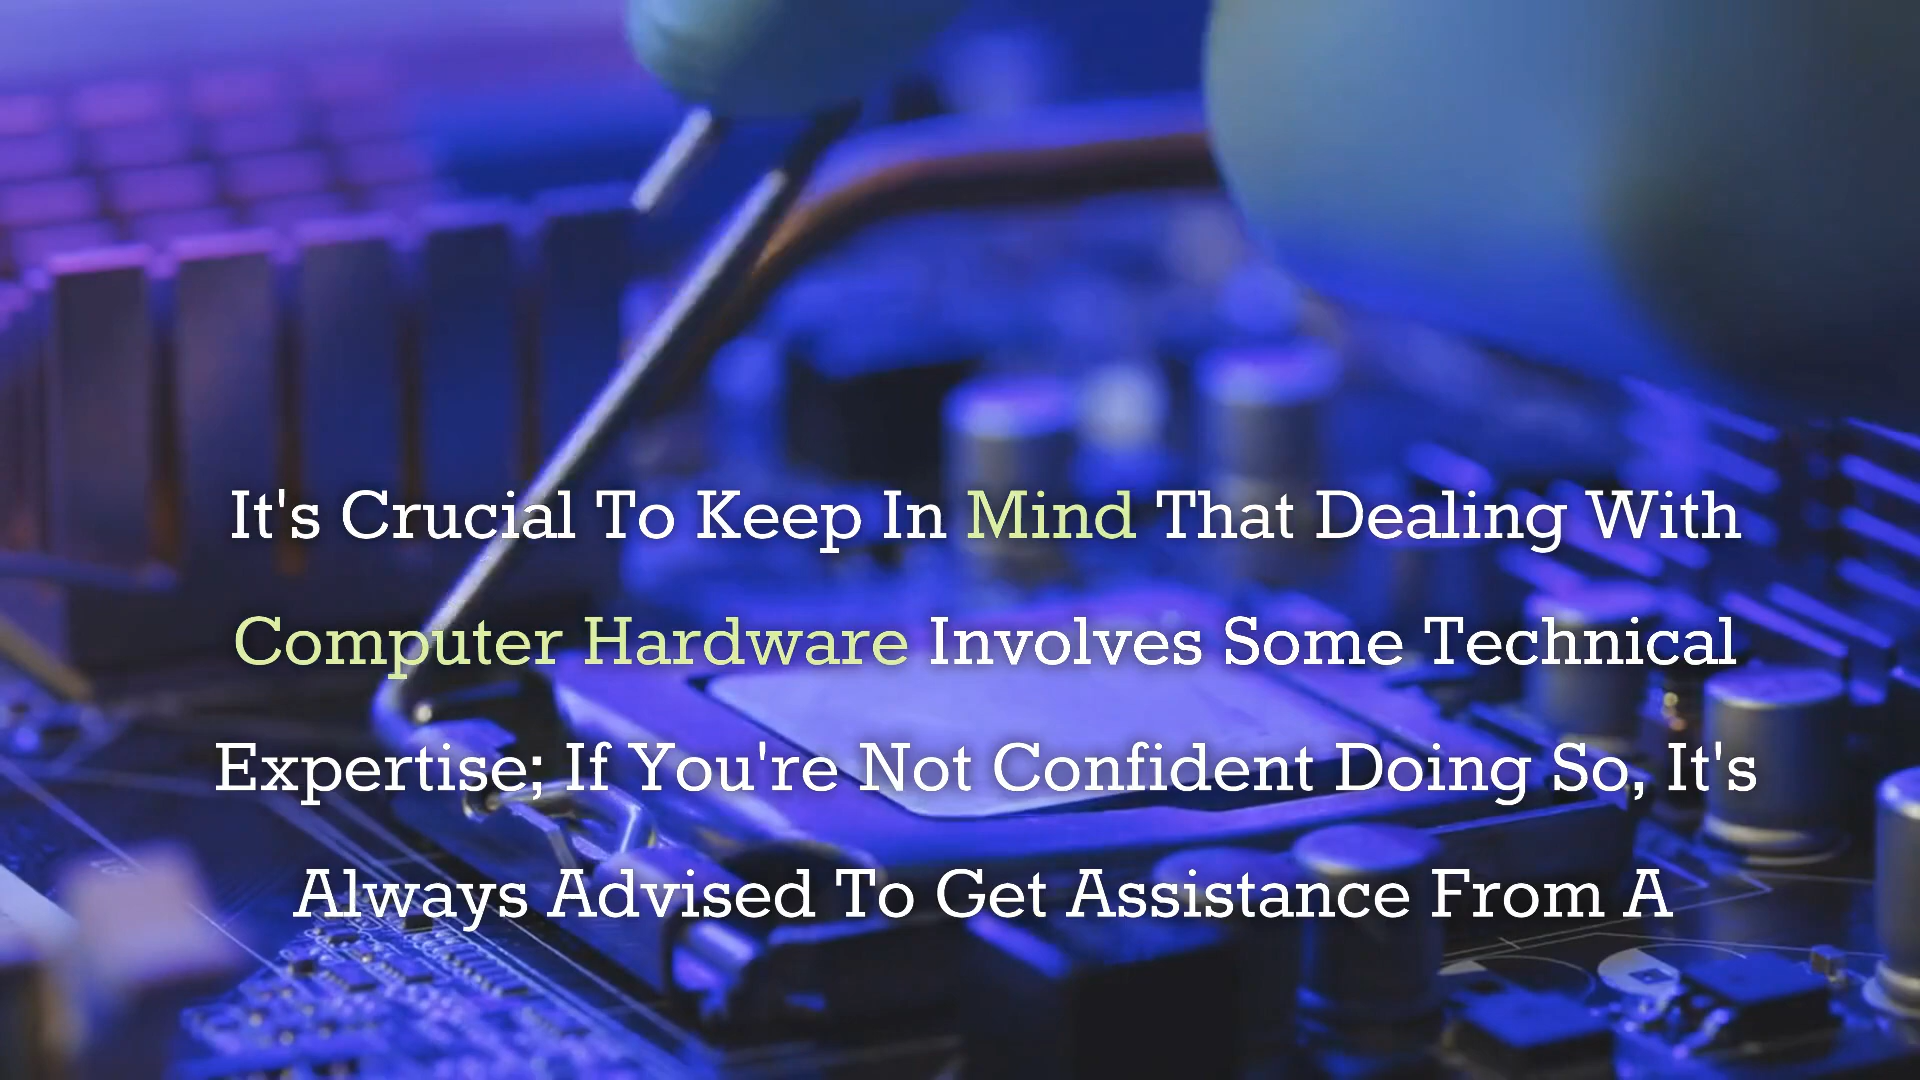 It's Crucial To Keep In Mind That Dealing With
Computer Hardware Involves Some Technical
Expertise; If You're Not Confident Doing So, It's
Always Advised To Get Assistance From A